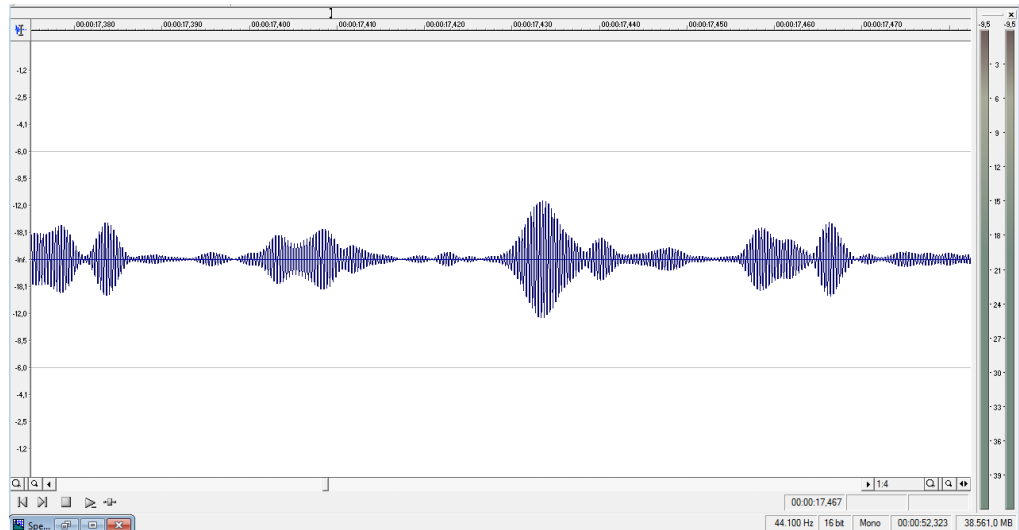 ,00:00:17,380 ,00:00:17,390 ,00:00:17,400 ,00:00:17,410 ,00:00:17,420 ,00:00:17,430 ,00:00:17,440 ,00:00:17,450 ,00:00:17,460 ,00:00:17,470
-9,5 -9,5
-1,2
-2,5
-4,1
-6,0
-8,5
-12,0
-18,1
-Inf.
-18,1
-12,0
-8,5
-6,0
-4,1
-2,5
-1,2
- 3 -
- 6 -
- 9 -
- 12 -
- 15 -
- 18 -
- 21 -
- 24 -
- 27 -
- 30 -
- 33 -
- 36 -
- 39 -
1:4
00:00:17,467
Spe...
44.100 Hz 16 bit Mono 00:00:52,323 38.561,0 MB